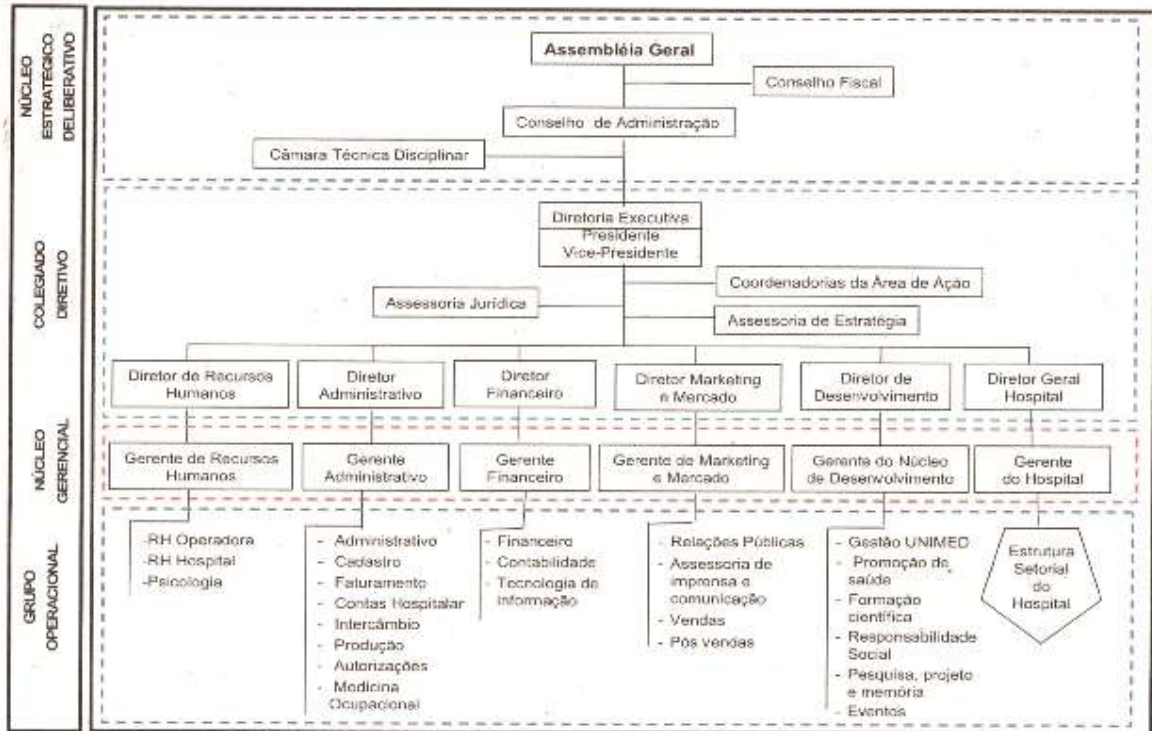 NÚCLEO
ESTRATÉGICO
DELIBERATIVO
Assembléia Geral
Conselho Fiscal
Conselho de Administração
Câmara Técnica Disciplinar
COLEGIADO
DIRETIVO
Diretoria Executiva
Presidente
Vice-Presidente
Coordenadorias da Área de Ação
Assessoria Jurídica
Assessoria de Estratégia
Diretor de Recursos
Humanos
Diretor
Administrativo
Diretor
Financeiro
Diretor Marketing
e Mercado
Diretor de
Desenvolvimento
Diretor Geral
Hospital
NÚCLEO
GERENCIAL
Gerente de Recursos
Humanos
Gerente
Administrativo
Gerente
Financeiro
Gerente de Marketing
e Mercado
Gerente do Núcleo
de Desenvolvimento
Gerente
do Hospital
GRUPO
OPERACIONAL
-RH Operadora
-RH Hospital
-Psicologia
- Administrativo
- Cadastro
- Faturamento
- Contas Hospitalar
- Intercâmbio
- Produção
- Autorizações
- Medicina
Ocupacional
- Financeiro
- Contabilidade
- Tecnologia de
Informação
- Relações Públicas
- Assessoria de
imprensa e
comunicação
- Vendas
- Pós vendas
- Gestão UNIMED
- Promoção de
saúde
- Formação
científica
- Responsabilidade
Social
- Pesquisa, projeto
e memória
- Eventos
Estrutura
Setorial
do
Hospital